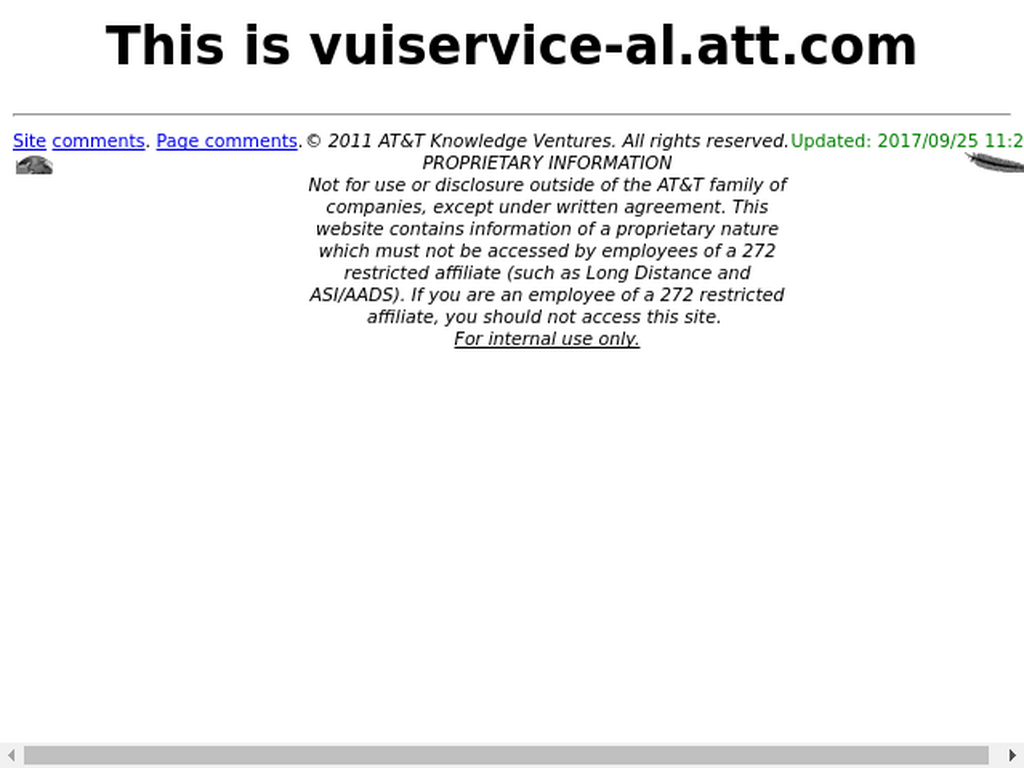 This is vuiservice-al.att.com
Site comments. Page comments.
© 2011 AT&T Knowledge Ventures. All rights reserved.
PROPRIETARY INFORMATION
Not for use or disclosure outside of the AT&T family of
companies, except under written agreement. This
website contains information of a proprietary nature
which must not be accessed by employees of a 272
restricted affiliate (such as Long Distance and
ASI/AADS). If you are an employee of a 272 restricted
affiliate, you should not access this site.
For internal use only.
Updated: 2017/09/25 11:2